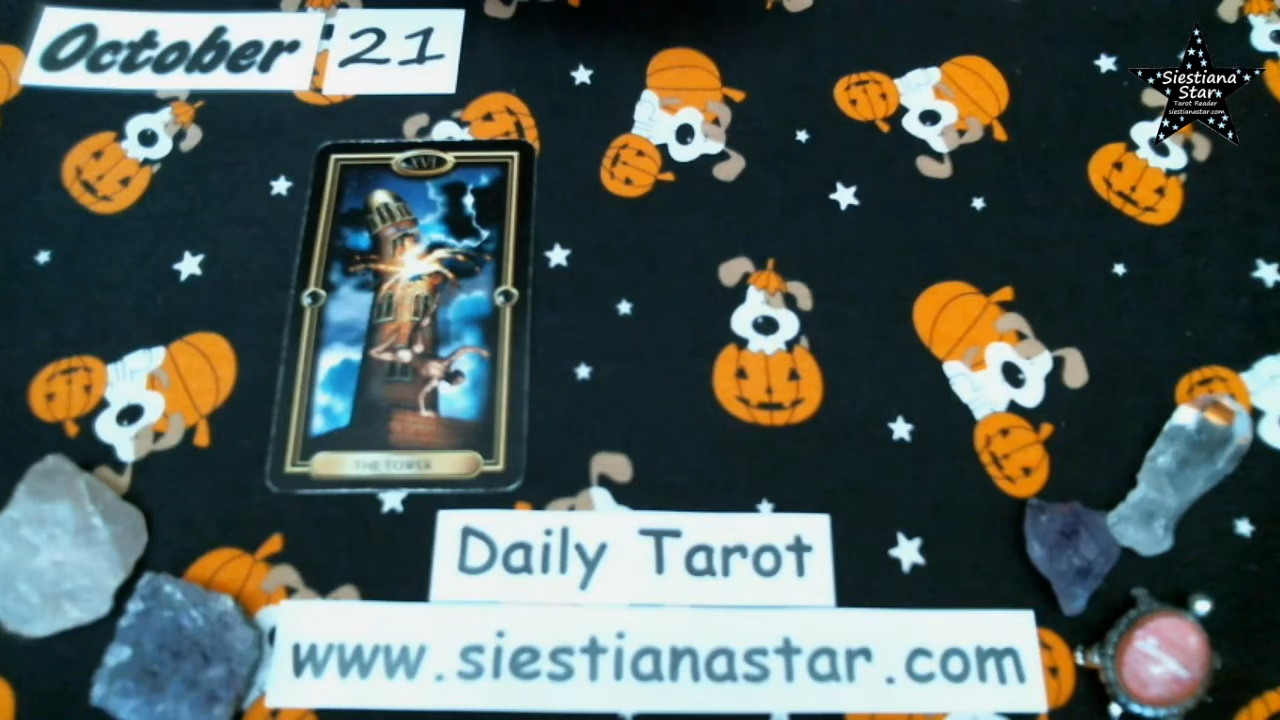 October 21
Siestiana
Star
Tarot Reader
siestianastar.com
XVI
THE TOWER
Daily Tarot
www.siestianastar.com